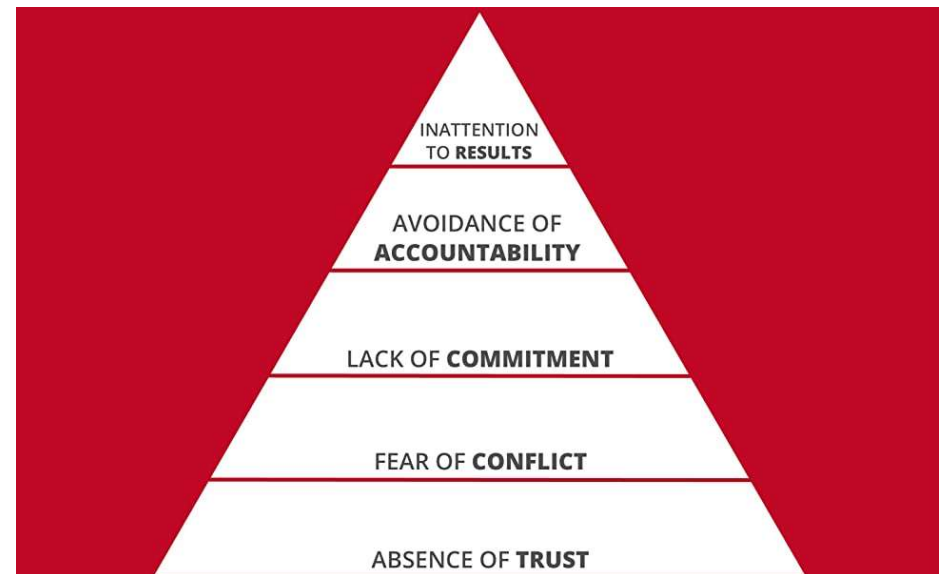 INATTENTION
TO RESULTS
AVOIDANCE OF
ACCOUNTABILITY
LACK OF COMMITMENT
FEAR OF CONFLICT
ABSENCE OF TRUST